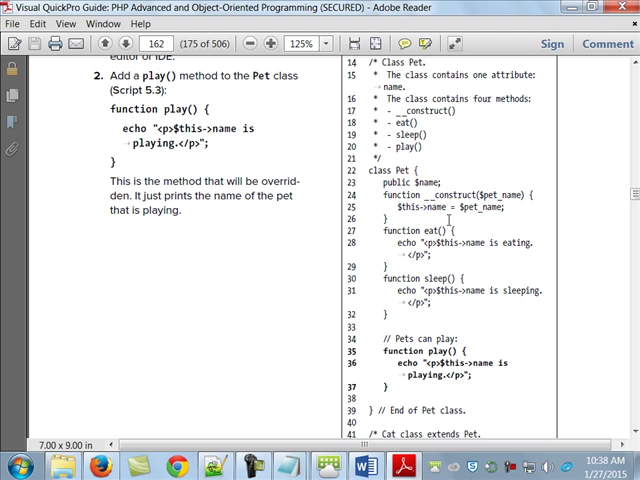 Visual QuickPro Guide: PHP Advanced and Object-Oriented Programming (SECURED) - Adobe Reader
File Edit View Window Help
162 (175 of 506) 125% Sign Comment
editor or IDE.
2. Add a play() method to the Pet class
(Script 5.3):
function play() {
echo "<p>$this->name is
→ playing.</p>";
}
This is the method that will be overrid-
den. It just prints the name of the pet
that is playing.
14 /* Class Pet.
15 * The class contains one attribute:
→ name.
16 * The class contains four methods:
17 * - __construct()
18 * - eat()
19 * - sleep()
20 * - play()
21 */
22 class Pet {
23 public $name;
24 function __construct($pet_name) {
25 $this->name = $pet_name;
26 }
27 function eat() {
28 echo "<p>$this->name is eating.
→ </p>";
29 }
30 function sleep() {
31 echo "<p>$this->name is sleeping.
→ </p>";
32 }
33
34 // Pets can play:
35 function play() {
36 echo "<p>$this->name is
→ playing.</p>";
37 }
38
39 } // End of Pet class.
40
41 /* Cat class extends Pet.
7.00 x 9.00 in
10:38 AM
1/27/2015